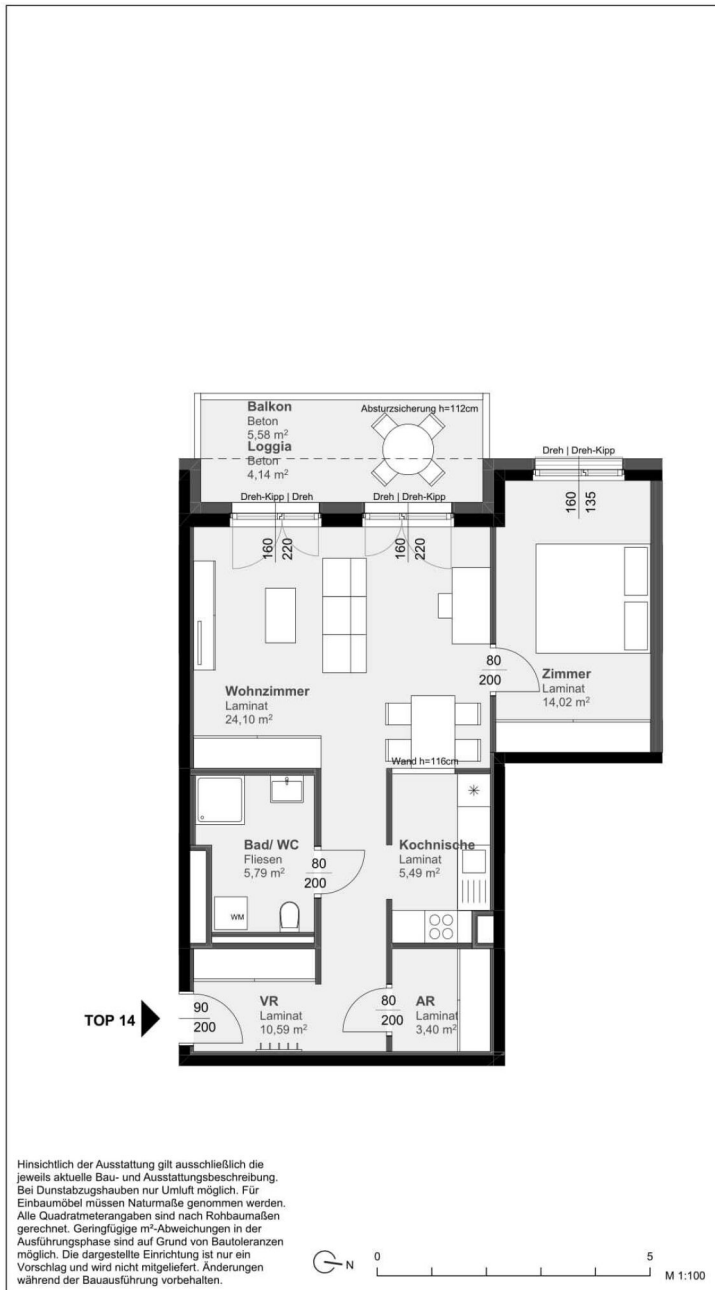 Balkon
Beton
5,58 m²
Absturzsicherung h=112cm
Loggia
Beton
4,14 m²
Dreh-Kipp | Dreh
Dreh | Dreh-Kipp
Dreh | Dreh-Kipp
160
220
160
220
160
135
Wohnzimmer
Laminat
24,10 m²
80
200
Zimmer
Laminat
14,02 m²
Wand h=116cm
Bad/ WC
Fliesen
5,79 m²
80
200
Kochnische
Laminat
5,49 m²
WM
TOP 14
90
200
VR
Laminat
10,59 m²
80
200
AR
Laminat
3,40 m²
Hinsichtlich der Ausstattung gilt ausschließlich die
jeweils aktuelle Bau- und Ausstattungsbeschreibung.
Bei Dunstabzugshauben nur Umluft möglich. Für
Einbaumöbel müssen Naturmaße genommen werden.
Alle Quadratmeterangaben sind nach Rohbaumaßen
gerechnet. Geringfügige m²-Abweichungen in der
Ausführungsphase sind auf Grund von Bautoleranzen
möglich. Die dargestellte Einrichtung ist nur ein
Vorschlag und wird nicht mitgeliefert. Änderungen
während der Bauausführung vorbehalten.
N
0
5
M 1:100